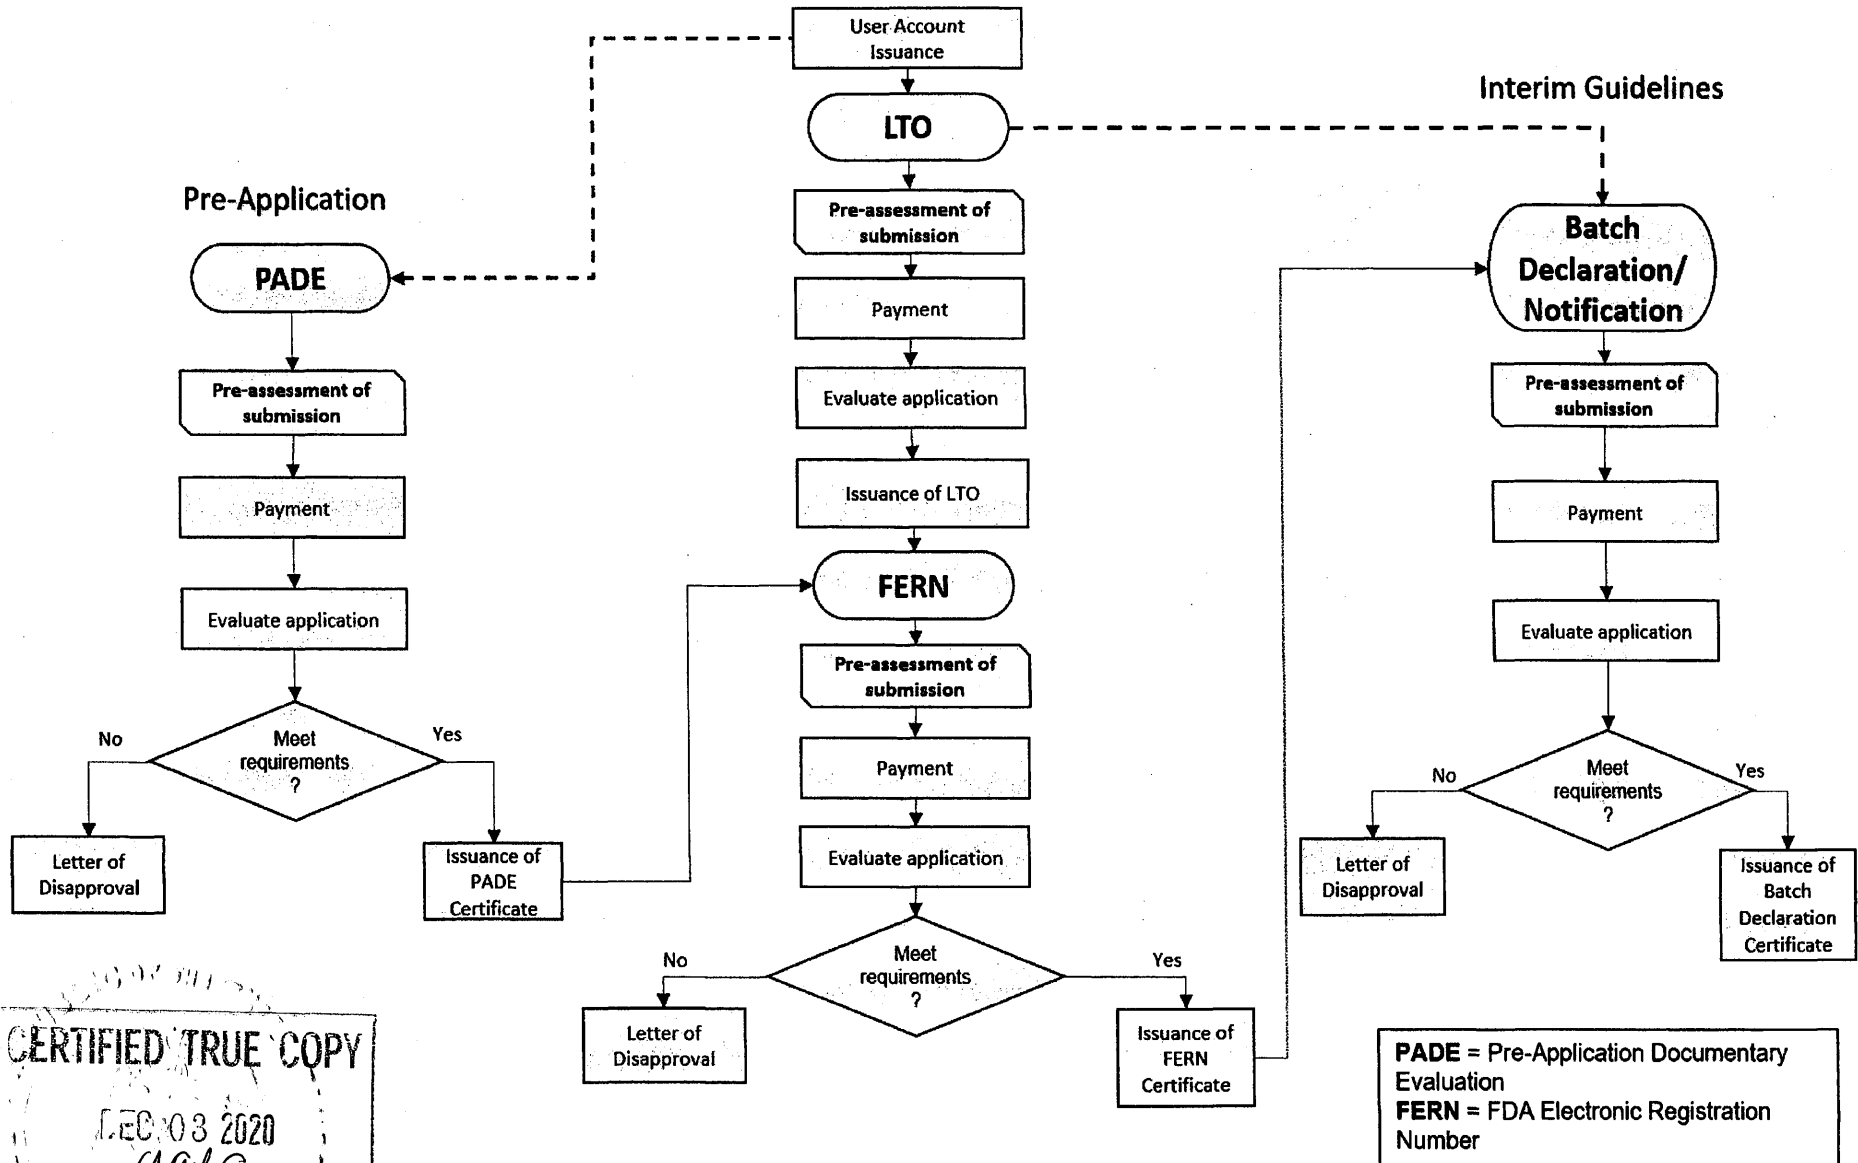 User Account
Issuance
LTO
Pre-assessment of
submission
Payment
Evaluate application
Issuance of LTO
FERN
Pre-assessment of
submission
Payment
Evaluate application
Meet
requirements
?
No
Yes
Letter of
Disapproval
Issuance of
FERN
Certificate
Pre-Application
PADE
Pre-assessment of
submission
Payment
Evaluate application
Meet
requirements
?
No
Yes
Letter of
Disapproval
Issuance of
PADE
Certificate
Interim Guidelines
Batch
Declaration/
Notification
Pre-assessment of
submission
Payment
Evaluate application
Meet
requirements
?
No
Yes
Letter of
Disapproval
Issuance of
Batch
Declaration
Certificate
CERTIFIED TRUE COPY
DEC 03 2020
PADE = Pre-Application Documentary
Evaluation
FERN = FDA Electronic Registration
Number